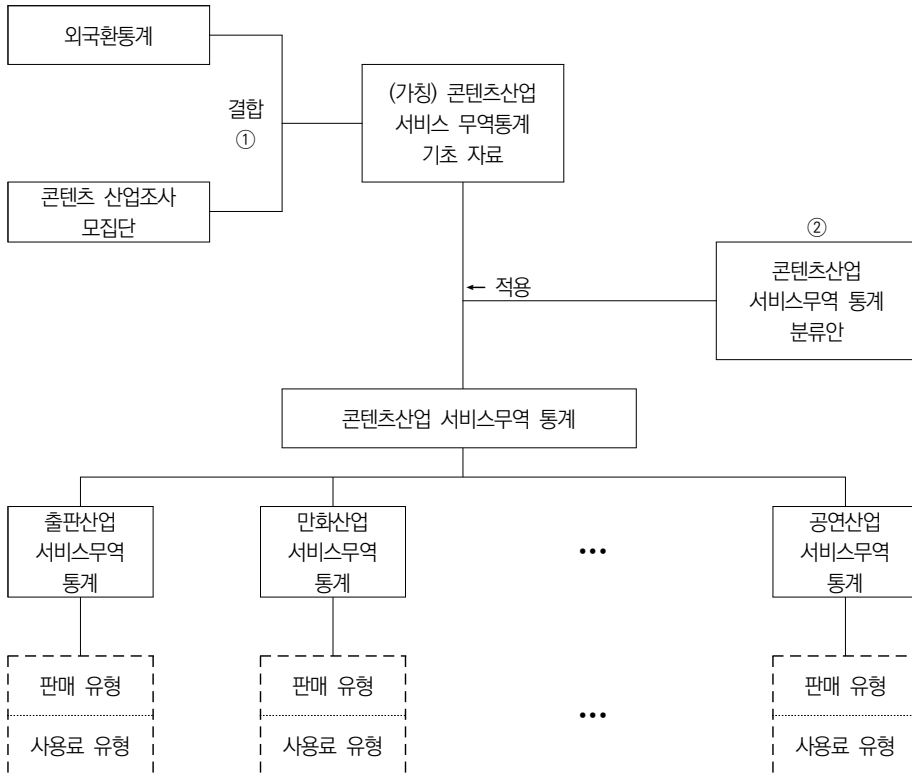 외국환통계
결합
①
콘텐츠 산업조사
모집단
(가칭) 콘텐츠산업
서비스 무역통계
기초 자료
②
콘텐츠산업
서비스무역 통계
분류안
← 적용
콘텐츠산업 서비스무역 통계
출판산업
서비스무역
통계
만화산업
서비스무역
통계
•••
공연산업
서비스무역
통계
판매 유형
사용료 유형
판매 유형
사용료 유형
•••
판매 유형
사용료 유형